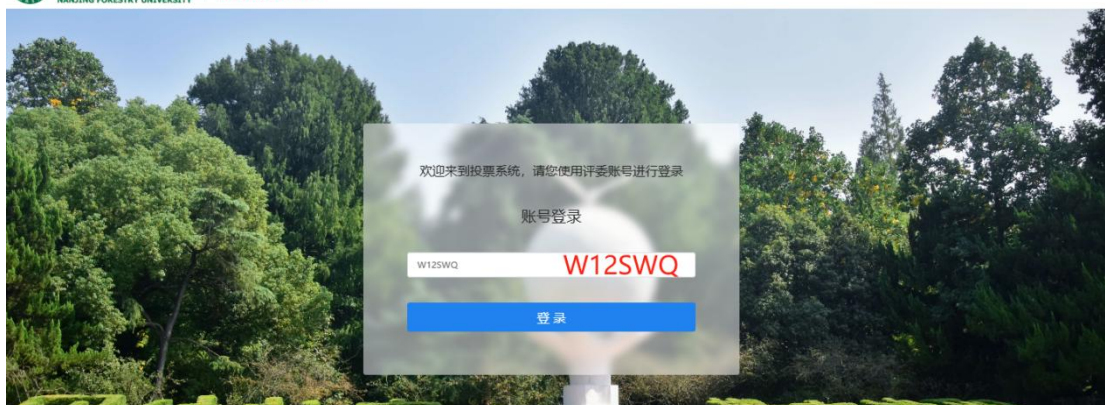 NANJING FORESTRY UNIVERSITY
欢迎来到投票系统，请您使用评委账号进行登录
账号登录
W12SWQ W12SWQ
登 录